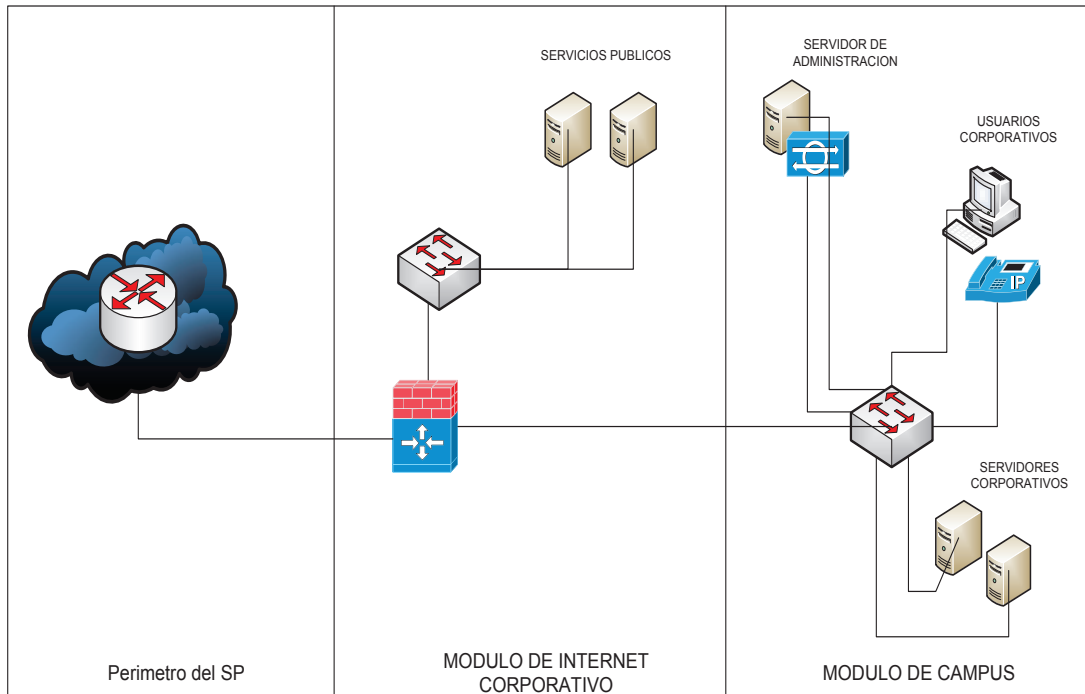 SERVICIOS PUBLICOS
SERVIDOR DE
ADMINISTRACION
USUARIOS
CORPORATIVOS
IP
SERVIDORES
CORPORATIVOS
Perimetro del SP
MODULO DE INTERNET
CORPORATIVO
MODULO DE CAMPUS